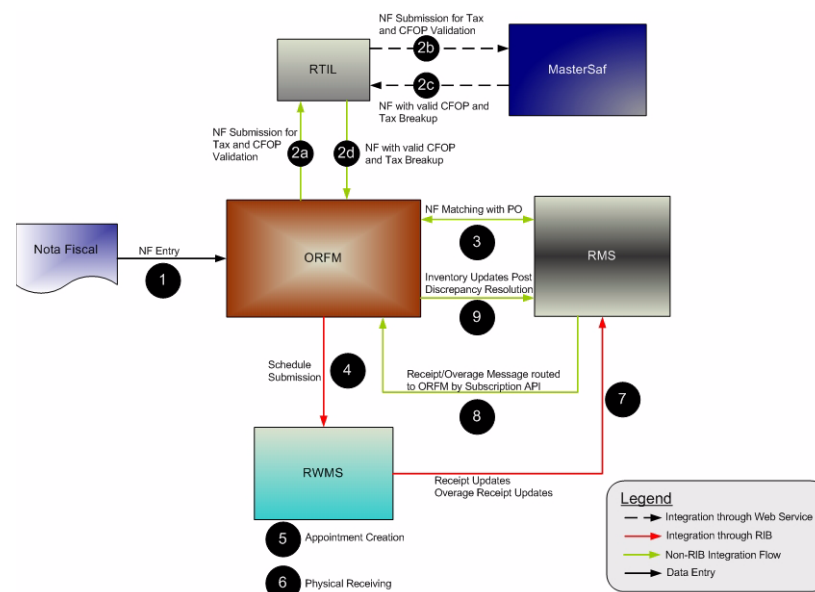 NF Submission for Tax
and CFOP Validation
2b
RTIL
MasterSaf
2c
NF with valid CFOP and
Tax Breakup
NF Submission for
Tax and CFOP
Validation
2a
2d
NF with valid CFOP
and Tax Breakup
Nota Fiscal
NF Entry
1
ORFM
NF Matching with PO
3
RMS
Inventory Updates Post
Discrepancy Resolution
9
Schedule
Submission
4
Receipt/Overage Message routed
to ORFM by Subscription API
8
7
RWMS
Receipt Updates
Overage Receipt Updates
5
Appointment Creation
6
Physical Receiving
Legend
Integration through Web Service
Integration through RIB
Non-RIB Integration Flow
Data Entry